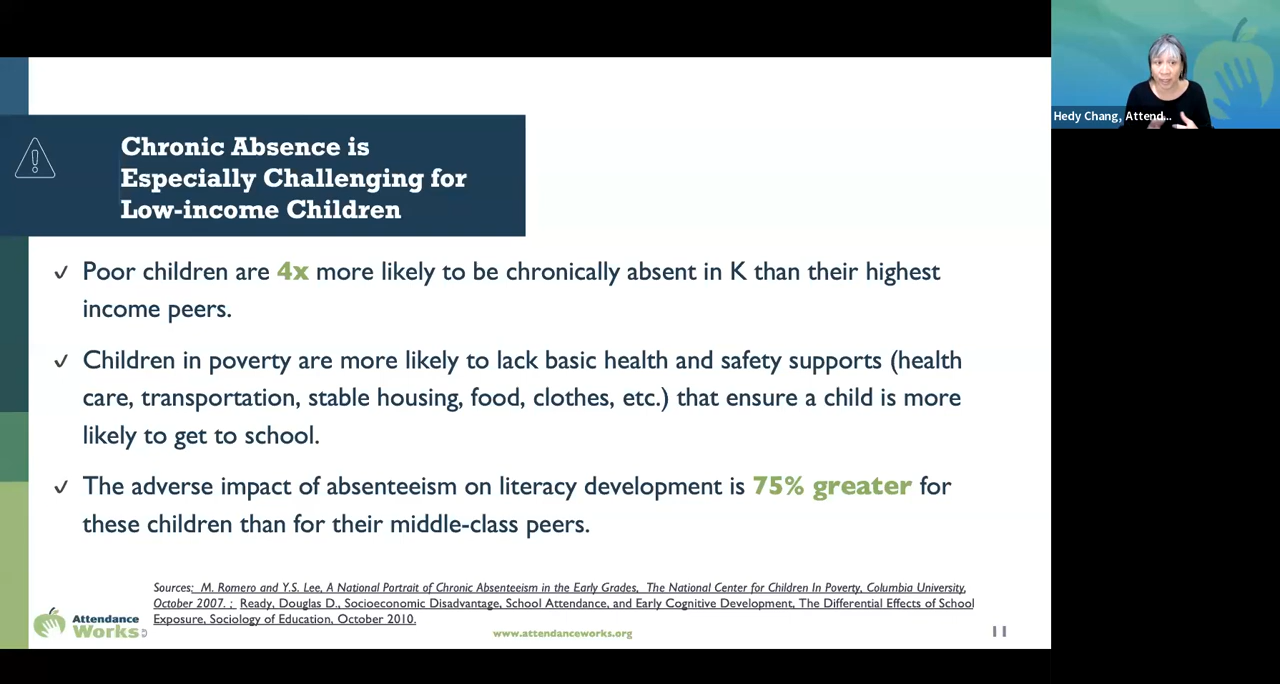 Chronic Absence is
Especially Challenging for
Low-income Children
✓ Poor children are 4x more likely to be chronically absent in K than their highest
income peers.
✓ Children in poverty are more likely to lack basic health and safety supports (health
care, transportation, stable housing, food, clothes, etc.) that ensure a child is more
likely to get to school.
✓ The adverse impact of absenteeism on literacy development is 75% greater for
these children than for their middle-class peers.
Sources: M. Romero and Y.S. Lee, A National Portrait of Chronic Absenteeism in the Early Grades, The National Center for Children In Poverty, Columbia University,
October 2007. ; Ready, Douglas D., Socioeconomic Disadvantage, School Attendance, and Early Cognitive Development, The Differential Effects of School
Exposure, Sociology of Education, October 2010.
Attendance
Works
www.attendanceworks.org
11
Hedy Chang, Attend...